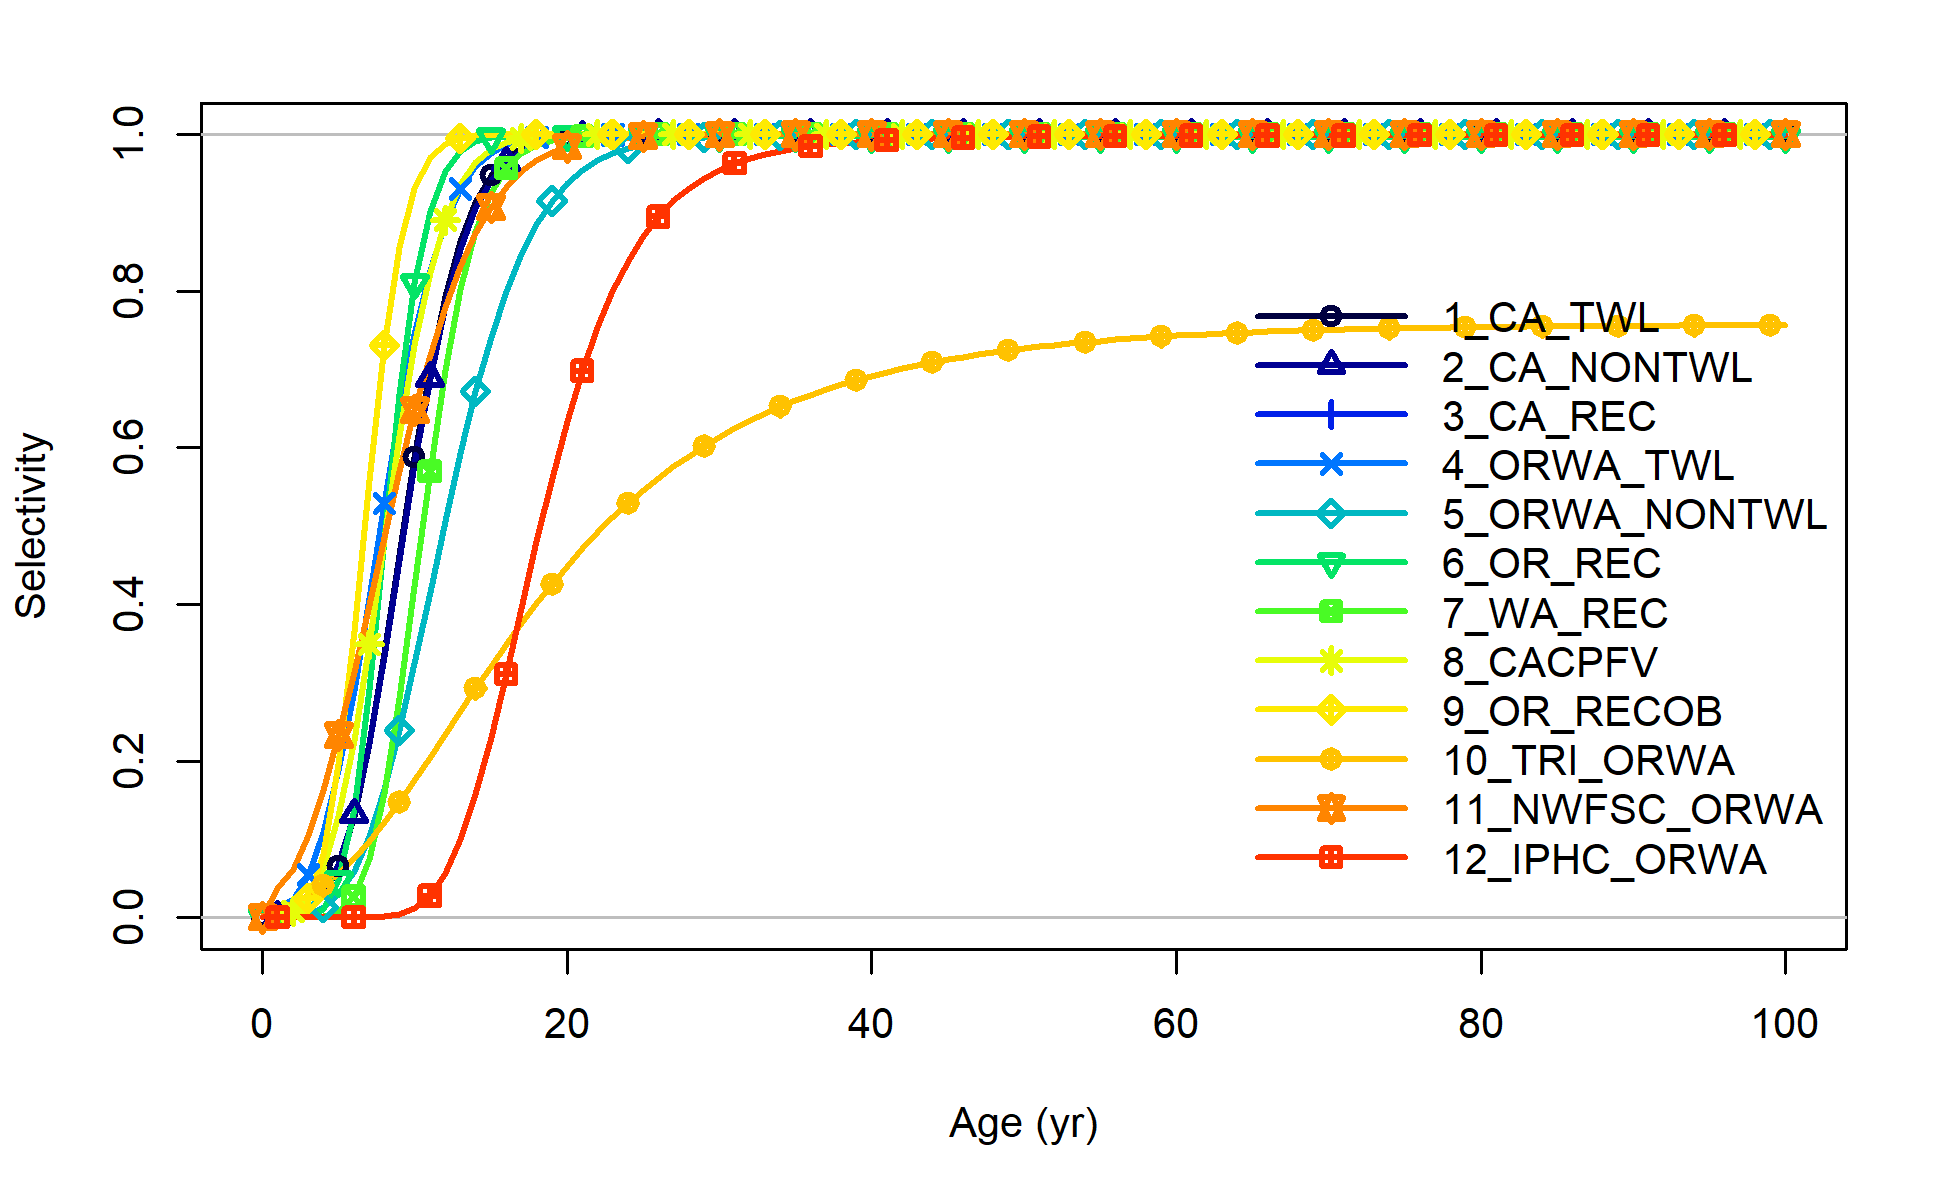 1.0
0.8
0.6
0.4
0.2
0.0
Selectivity
1_CA_TWL
2_CA_NONTWL
3_CA_REC
4_ORWA_TWL
5_ORWA_NONTWL
6_OR_REC
7_WA_REC
8_CACPFV
9_OR_RECOB
10_TRI_ORWA
11_NWFSC_ORWA
12_IPHC_ORWA
0 20 40 60 80 100
Age (yr)